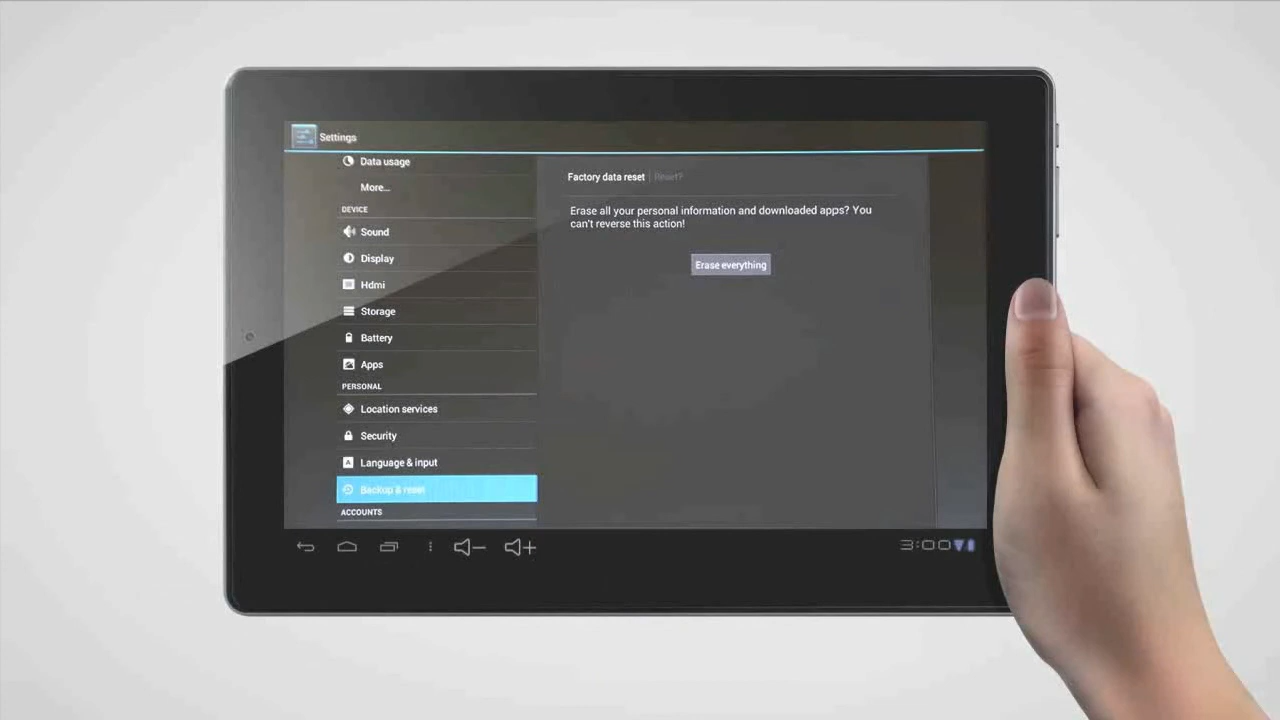 Settings
Data usage
More...
DEVICE
Sound
Display
Hdmi
Storage
Battery
Apps
PERSONAL
Location services
Security
Language & input
Backup & reset
ACCOUNTS
Factory data reset | Reset?
Erase all your personal information and downloaded apps? You
can't reverse this action!
Erase everything
3:00